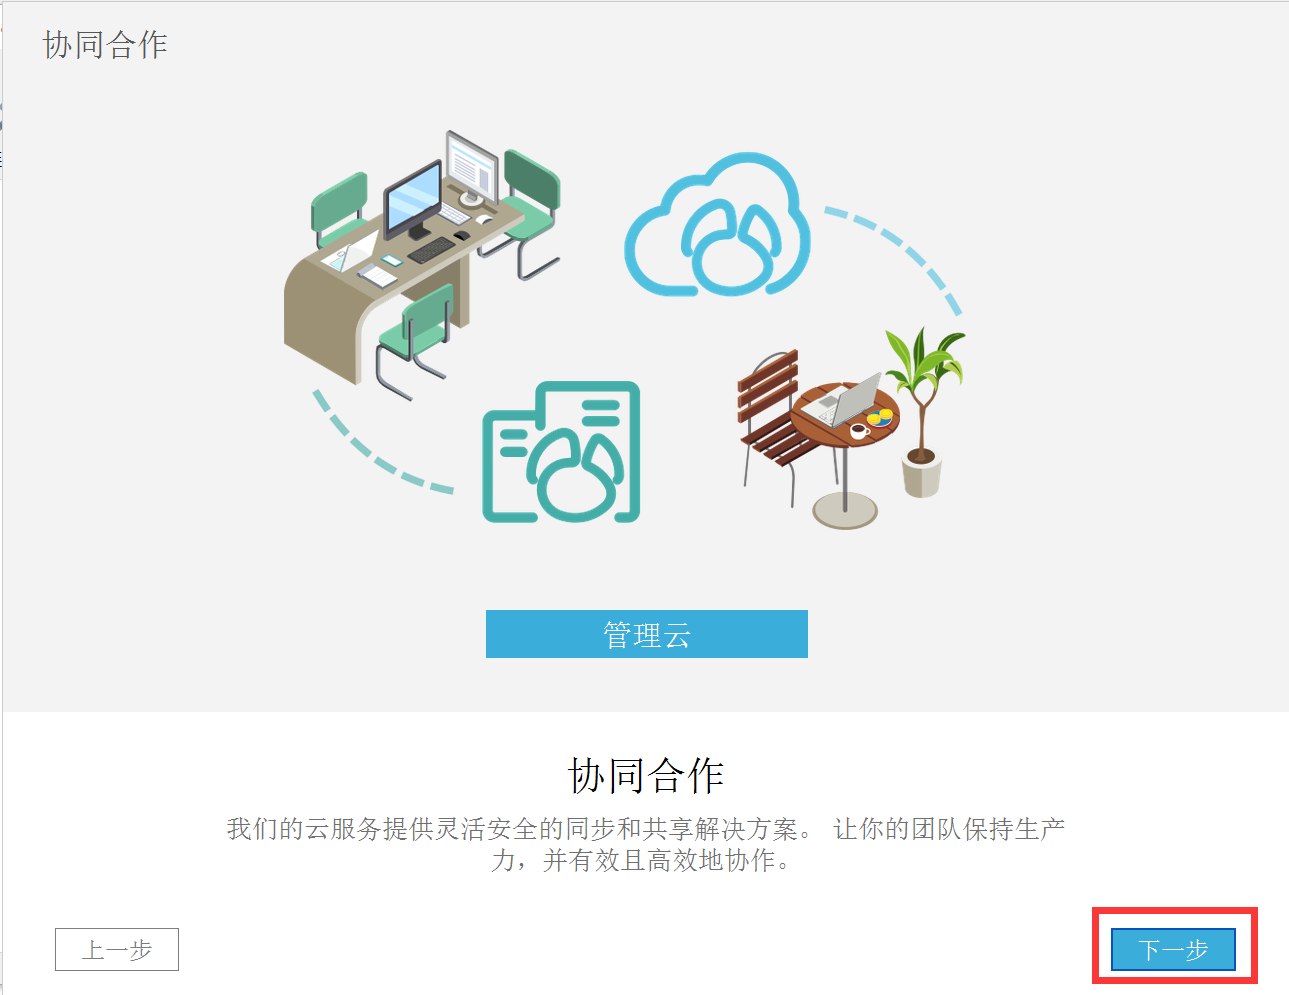 协同合作
管理云
协同合作
我们的云服务提供灵活安全的同步和共享解决方案。 让你的团队保持生产
力，并有效且高效地协作。
上一步
下一步